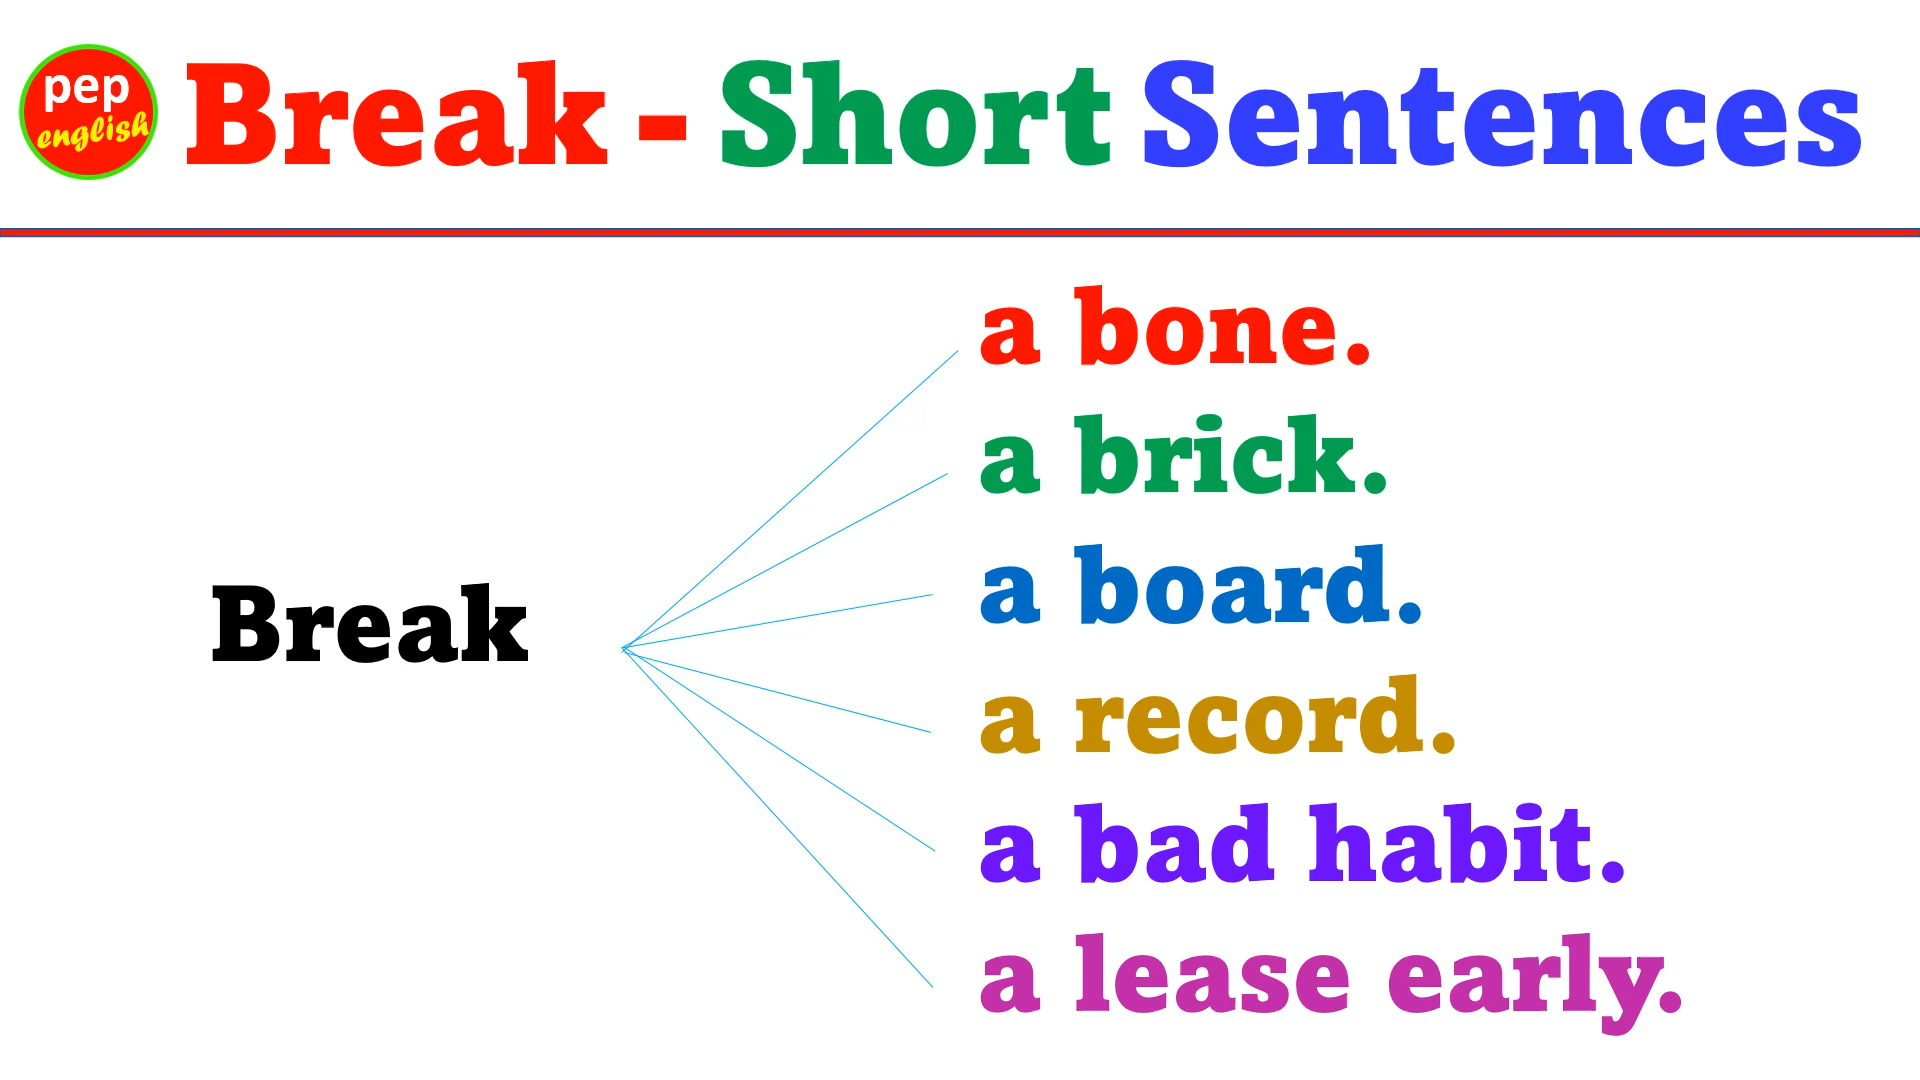 pep
english
Break - Short Sentences
a bone.
a brick.
a board.
Break
a record.
a bad habit.
a lease early.